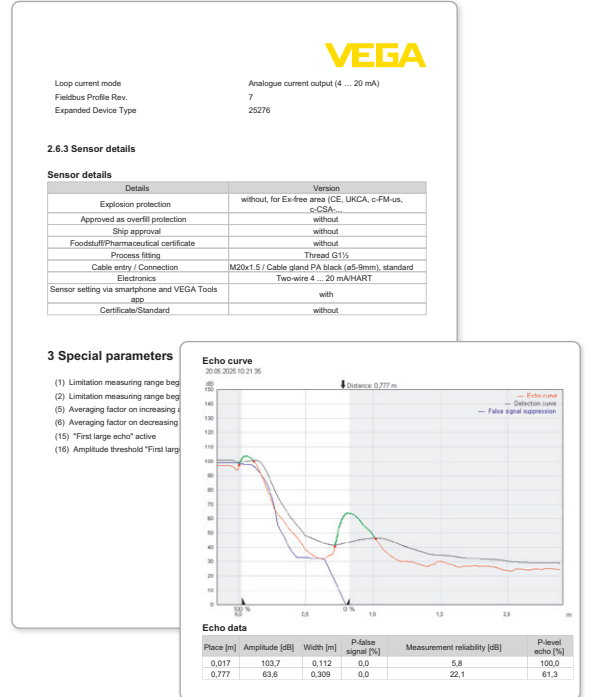 VEGA
Loop current mode Analogue current output (4 … 20 mA)
Fieldbus Profile Rev. 7
Expanded Device Type 25276
2.6.3 Sensor details
Sensor details
Details Version
Explosion protection without, for Ex-free area (CE, UKCA, c-FM-us, c-CSA-...
Approved as overfill protection without
Ship approval without
Foodstuff/Pharmaceutical certificate without
Process fitting Thread G1½
Cable entry / Connection M20x1.5 / Cable gland PA black (ø5-9mm), standard
Electronics Two-wire 4 ... 20 mA/HART
Sensor setting via smartphone and VEGA Tools app with
Certificate/Standard without
3 Special parameters
(1) Limitation measuring range beg
(2) Limitation measuring range beg
(5) Averaging factor on increasing
(6) Averaging factor on decreasing
(15) "First large echo" active
(16) Amplitude threshold "First larg
Echo curve
20.05.2025 10:21:35
dB
Distance: 0,777 m
150
140
130
120
110
100
90
80
70
60
50
40
30
20
10
0
Echo curve
Detection curve
False signal suppression
100 % 0 %
0,0 0,5 1,0 1,5 2,0 m
Echo data
Place [m] Amplitude [dB] Width [m] P-false signal [%] Measurement reliability [dB] P-level echo [%]
0,017 103,7 0,112 0,0 5,8 100,0
0,777 63,6 0,309 0,0 22,1 61,3